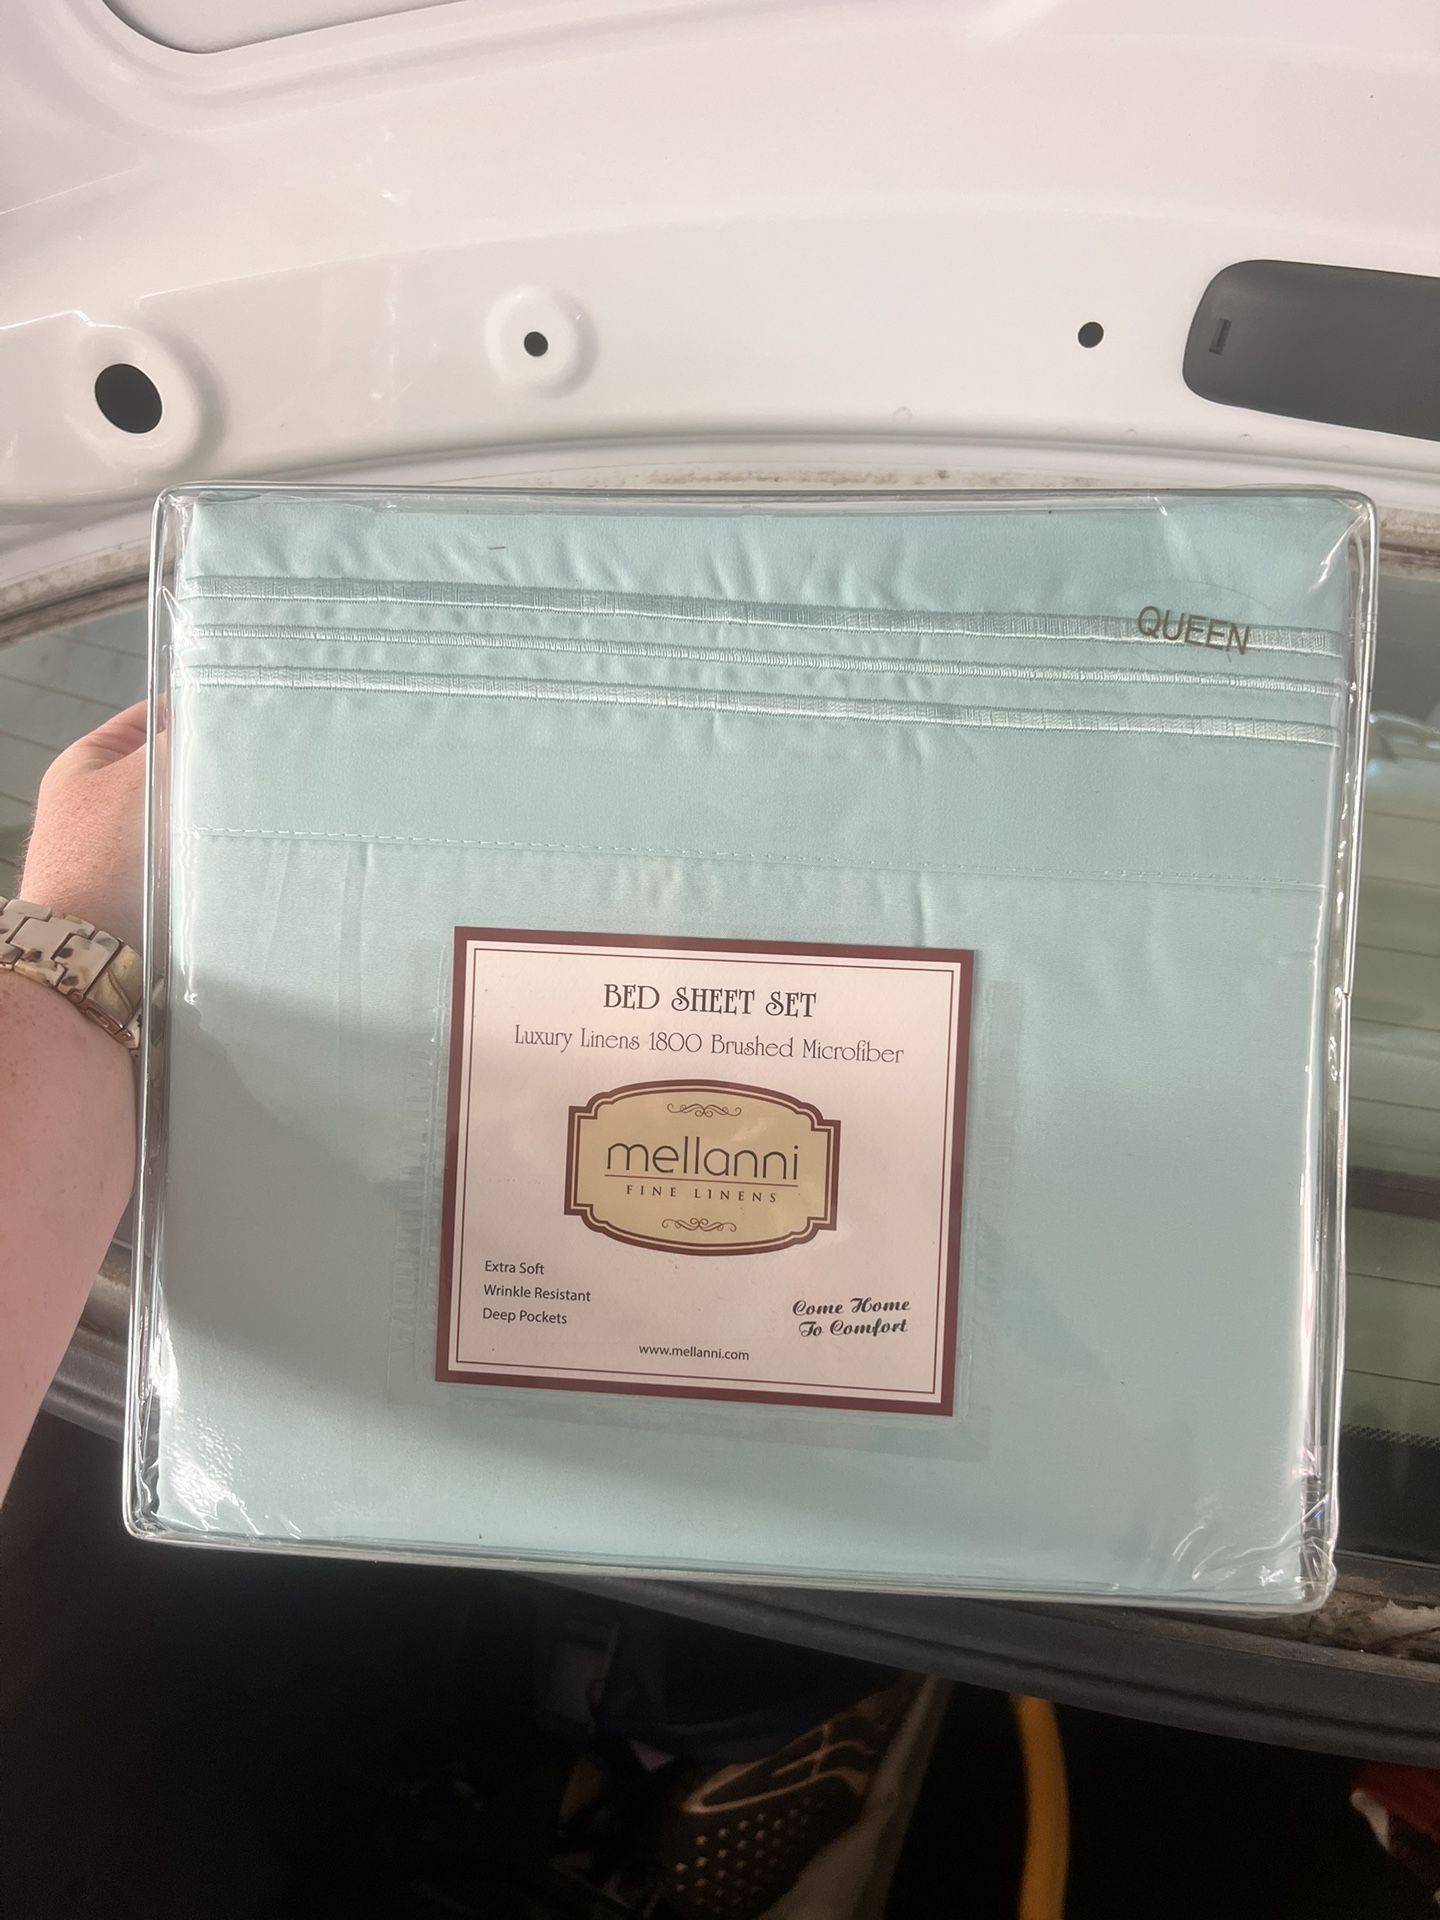 QUEEN
BED SHEET SET
Luxury Linens 1800 Brushed Microfiber
mellanni
FINE LINENS
Extra Soft
Wrinkle Resistant
Deep Pockets
Come Home
To Comfort
www.mellanni.com